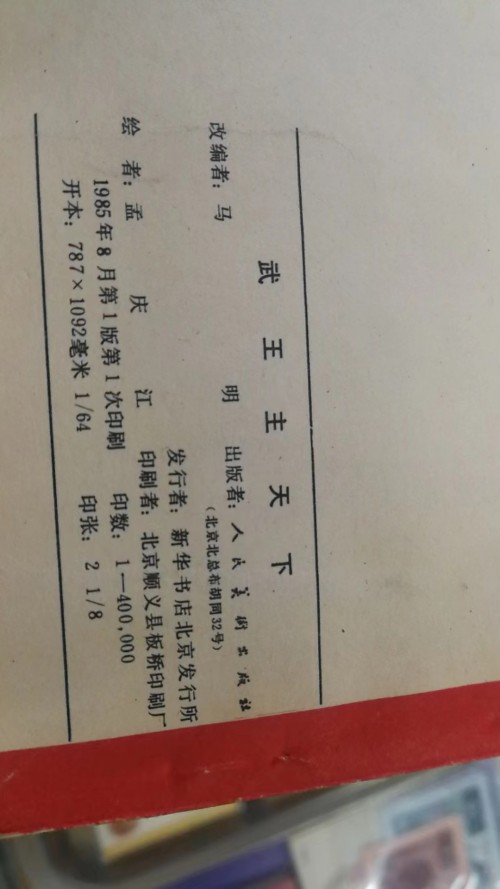 武王主天下
改编者：马明 出版者：人民美术出版社
（北京北总布胡同32号）
发行者：新华书店北京发行所
绘者：孟庆江 印刷者：北京顺义县板桥印刷厂
1985年8月第1版第1次印刷 印数：1—400,000
开本：787×1092毫米 1/64 印张：2 1/8